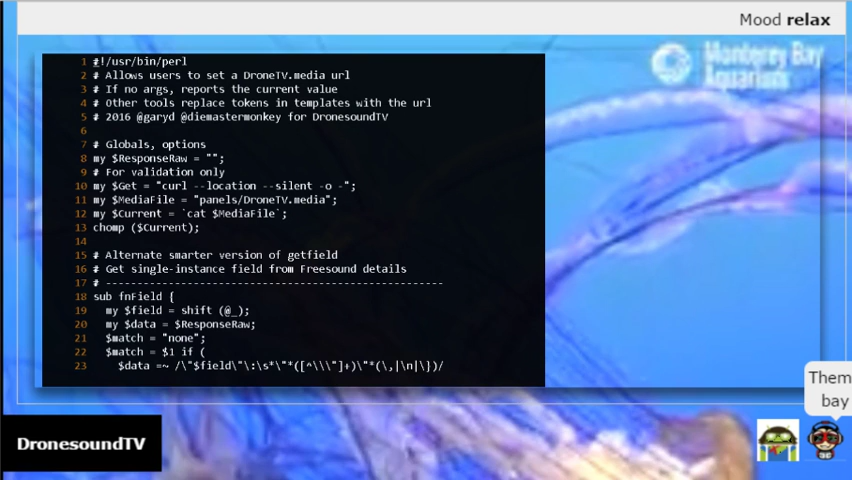 Mood relax
Monterey Bay
Aquarium
1 #!/usr/bin/perl
2 # Allows users to set a DroneTV.media url
3 # If no args, reports the current value
4 # Other tools replace tokens in templates with the url
5 # 2016 @garyd @diemastermonkey for DronesoundTV
6
7 # Globals, options
8 my $ResponseRaw = "";
9 # For validation only
10 my $Get = "curl --location --silent -o -";
11 my $MediaFile = "panels/DroneTV.media";
12 my $Current = `cat $MediaFile`;
13 chomp ($Current);
14
15 # Alternate smarter version of getfield
16 # Get single-instance field from Freesound details
17 # ------------------------------------------------------
18 sub fnField {
19 my $field = shift (@_);
20 my $data = $ResponseRaw;
21 $match = "none";
22 $match = $1 if (
23 $data =~ /\"$field\"\:\s*\"*([^\\\"]+)\"*(\,|\n|\})/
Them
bay
DronesoundTV